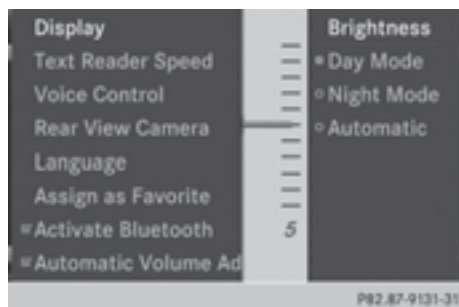 Display
Text Reader Speed
Voice Control
Rear View Camera
Language
Assign as Favorite
Activate Bluetooth
Automatic Volume Ad
5
Brightness
Day Mode
Night Mode
Automatic
P82.87-9131-31